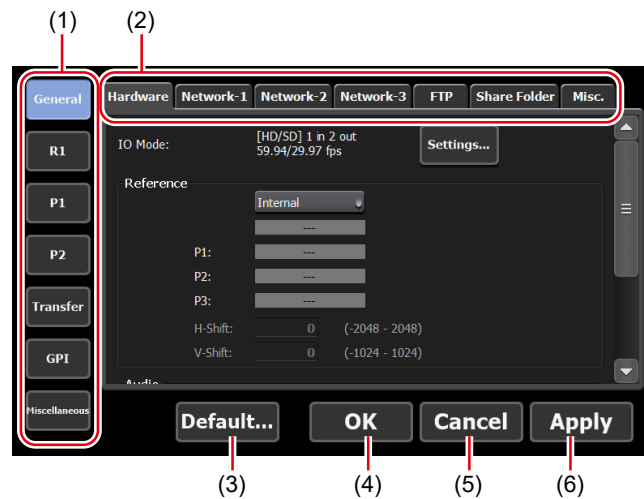 (1)
(2)
General
R1
P1
P2
Transfer
GPI
Miscellaneous
Hardware Network-1 Network-2 Network-3 FTP Share Folder Misc.
IO Mode: [HD/SD] 1 in 2 out
59.94/29.97 fps
Settings...
Reference
Internal
---
P1: ---
P2: ---
P3: ---
H-Shift: 0 (-2048 - 2048)
V-Shift: 0 (-1024 - 1024)
Audio
Default... OK Cancel Apply
(3) (4) (5) (6)